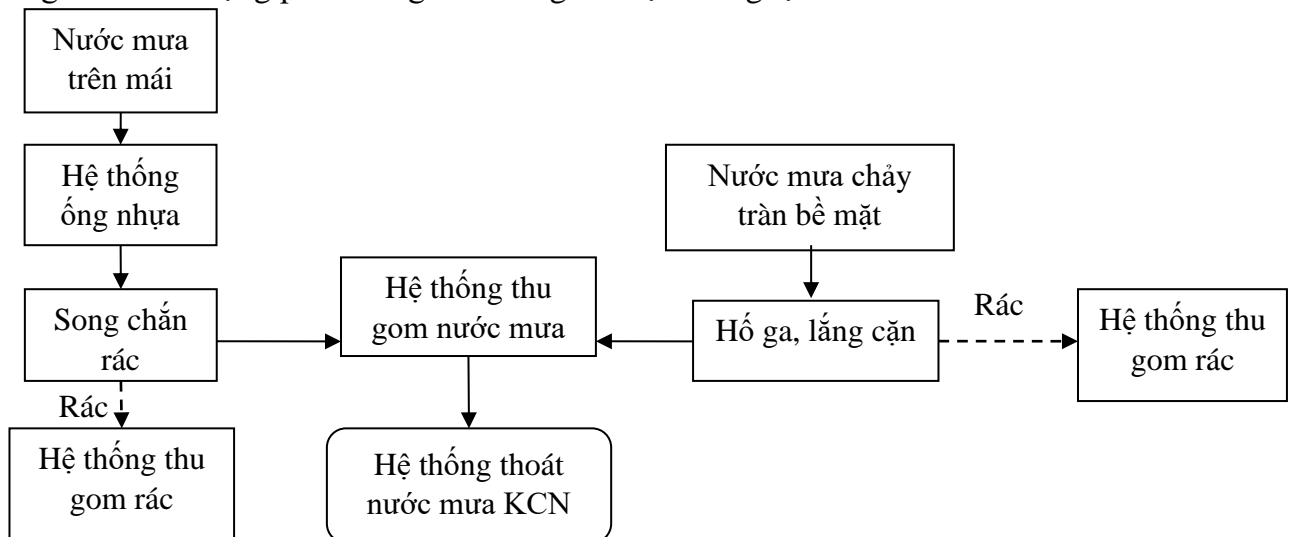 Nước mưa
trên mái
Hệ thống
ống nhựa
Nước mưa chảy
tràn bề mặt
Song chắn
rác
Hệ thống thu
gom nước mưa
Hố ga, lắng cặn
Rác
Hệ thống thu
gom rác
Rác
Hệ thống thu
gom rác
Hệ thống thoát
nước mưa KCN